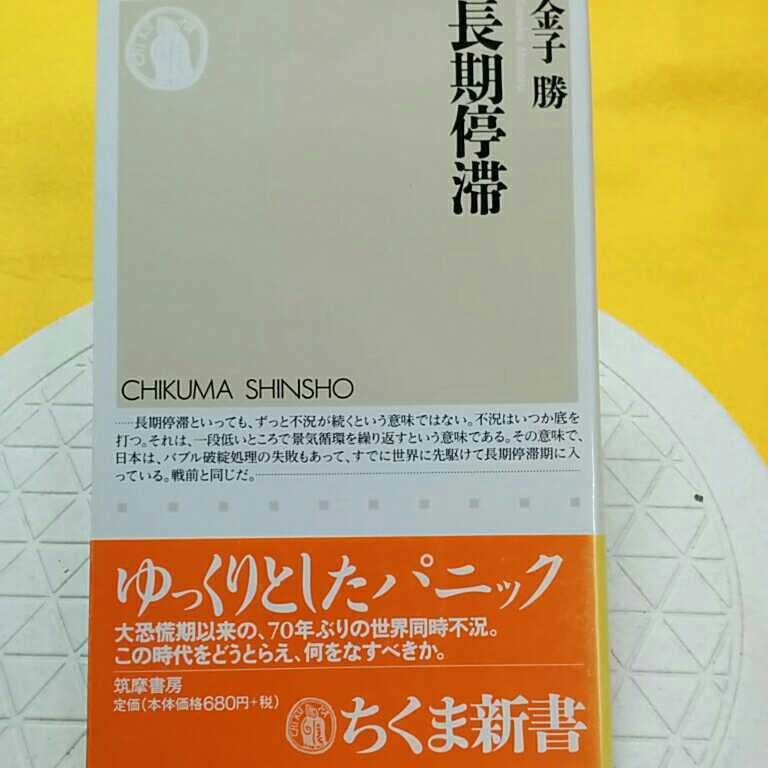 金子 勝
長期停滞
CHIKUMA SHINSHO
……長期停滞といっても、ずっと不況が続くという意味ではない。不況はいつか底を
打つ。それは、一段低いところで景気循環を繰り返すという意味である。その意味で、
日本は、バブル破綻処理の失敗もあって、すでに世界に先駆けて長期停滞期に入
っている。戦前と同じだ。……
ゆっくりとしたパニック
大恐慌期以来の、70年ぶりの世界同時不況。
この時代をどうとらえ、何をなすべきか。
筑摩書房
定価(本体価格680円+税)
ちくま新書